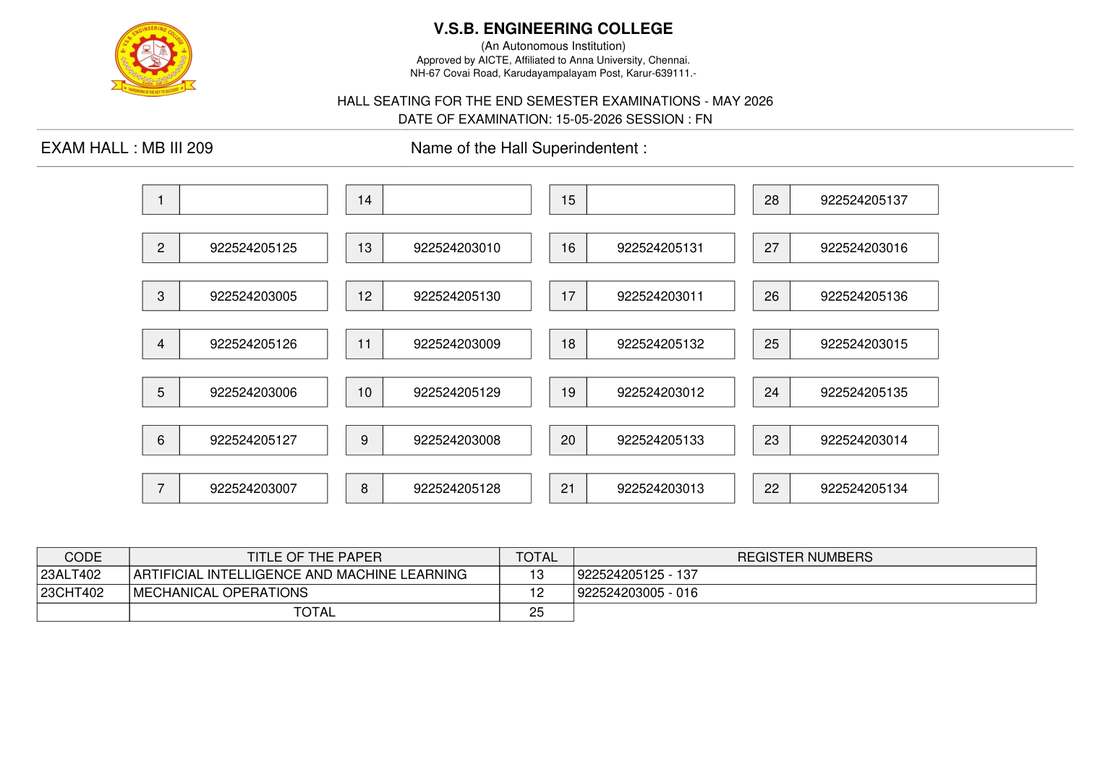 V.S.B. ENGINEERING COLLEGE
(An Autonomous Institution)
Approved by AICTE, Affiliated to Anna University, Chennai.
NH-67 Covai Road, Karudayampalayam Post, Karur-639111.-
HALL SEATING FOR THE END SEMESTER EXAMINATIONS - MAY 2026
DATE OF EXAMINATION: 15-05-2026 SESSION : FN
EXAM HALL : MB III 209 Name of the Hall Superindentent :
1 14 15 28 922524205137
2 922524205125 13 922524203010 16 922524205131 27 922524203016
3 922524203005 12 922524205130 17 922524203011 26 922524205136
4 922524205126 11 922524203009 18 922524205132 25 922524203015
5 922524203006 10 922524205129 19 922524203012 24 922524205135
6 922524205127 9 922524203008 20 922524205133 23 922524203014
7 922524203007 8 922524205128 21 922524203013 22 922524205134
CODE TITLE OF THE PAPER TOTAL REGISTER NUMBERS
23ALT402 ARTIFICIAL INTELLIGENCE AND MACHINE LEARNING 13 922524205125 - 137
23CHT402 MECHANICAL OPERATIONS 12 922524203005 - 016
TOTAL 25